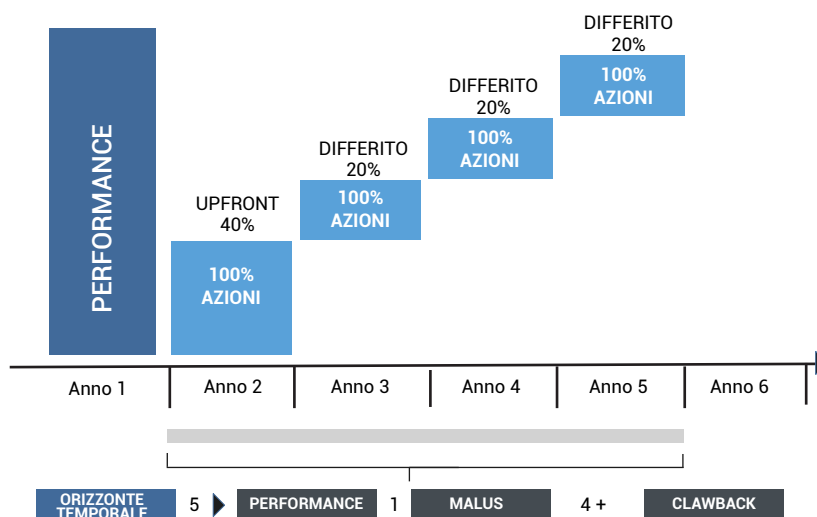 DIFFERITO
20%
100%
AZIONI
DIFFERITO
20%
100%
AZIONI
DIFFERITO
20%
100%
AZIONI
UPFRONT
40%
100%
AZIONI
PERFORMANCE
Anno 1
Anno 2
Anno 3
Anno 4
Anno 5
Anno 6
ORIZZONTE
TEMPORALE
5
PERFORMANCE
1
MALUS
4 +
CLAWBACK